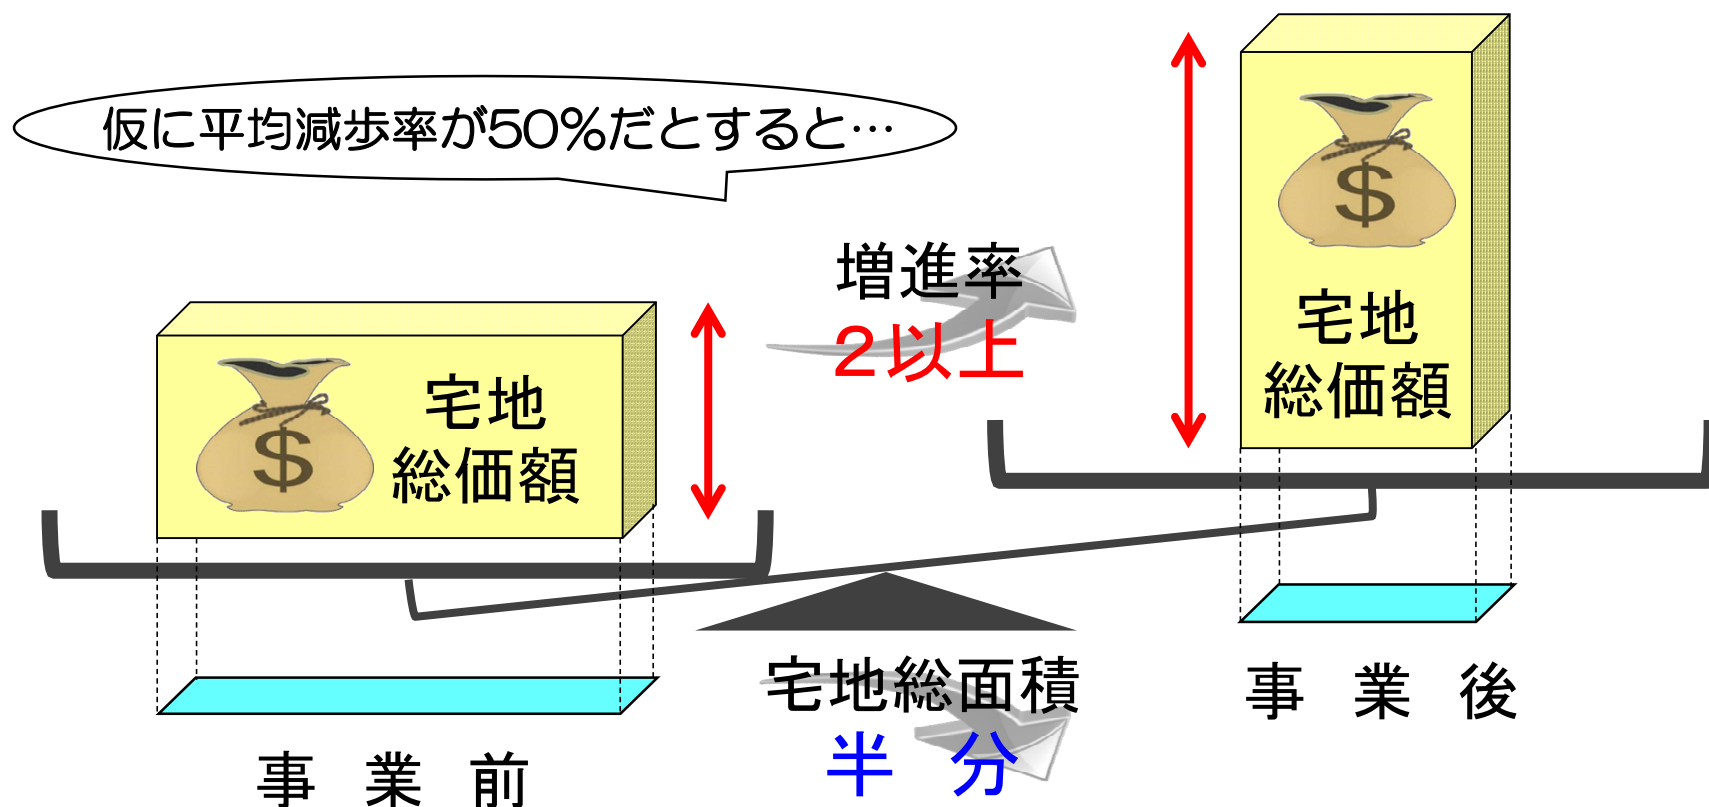 仮に平均減歩率が50%だとすると…
増進率
2以上
$
宅地
総価額
$
宅地
総価額
宅地総面積
半 分
事 業 後
事 業 前